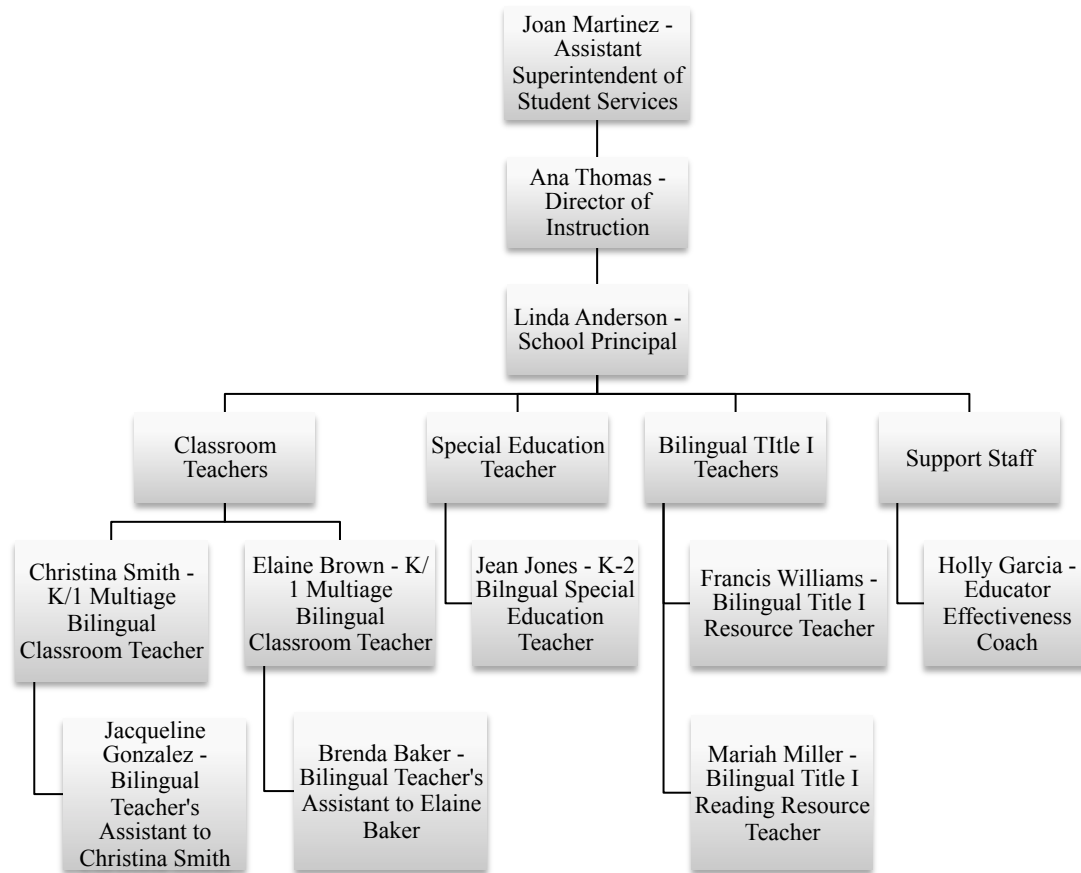 Joan Martinez -
Assistant
Superintendent of
Student Services
Ana Thomas -
Director of
Instruction
Linda Anderson -
School Principal
Classroom
Teachers
Special Education
Teacher
Bilingual TItle I
Teachers
Support Staff
Christina Smith -
K/1 Multiage
Bilingual
Classroom Teacher
Elaine Brown - K/
1 Multiage
Bilingual
Classroom Teacher
Jean Jones - K-2
Bilngual Special
Education
Teacher
Francis Williams -
Bilingual Title I
Resource Teacher
Holly Garcia -
Educator
Effectiveness
Coach
Jacqueline
Gonzalez -
Bilingual
Teacher's
Assistant to
Christina Smith
Brenda Baker -
Bilingual Teacher's
Assistant to Elaine
Baker
Mariah Miller -
Bilingual Title I
Reading Resource
Teacher